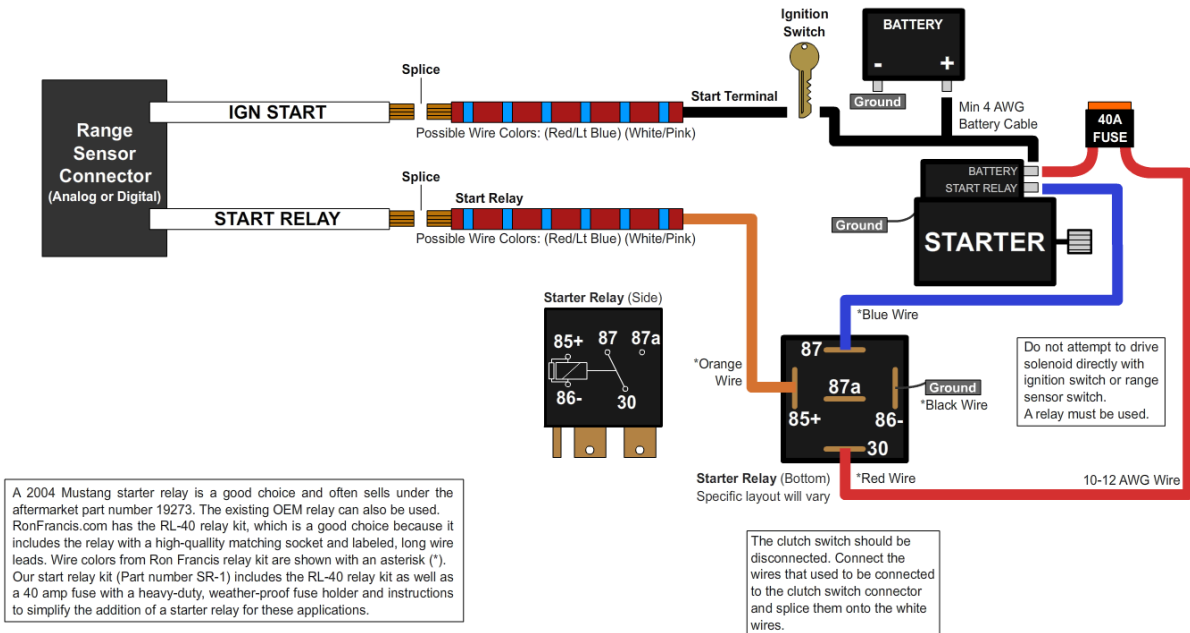 Ignition
Switch
BATTERY
- +
Ground
Splice
IGN START
Start Terminal
Possible Wire Colors: (Red/Lt Blue) (White/Pink)
Min 4 AWG
Battery Cable
40A
FUSE
Range
Sensor
Connector
(Analog or Digital)
BATTERY
START RELAY
Splice
Start Relay
START RELAY
Possible Wire Colors: (Red/Lt Blue) (White/Pink)
Ground
STARTER
Starter Relay (Side)
85+ 87 87a
86- 30
*Orange
Wire
*Blue Wire
87
87a
85+ 86-
30
Ground
*Black Wire
Do not attempt to drive
solenoid directly with
ignition switch or range
sensor switch.
A relay must be used.
Starter Relay (Bottom)
Specific layout will vary
*Red Wire
10-12 AWG Wire
A 2004 Mustang starter relay is a good choice and often sells under the
aftermarket part number 19273. The existing OEM relay can also be used.
RonFrancis.com has the RL-40 relay kit, which is a good choice because it
includes the relay with a high-quallity matching socket and labeled, long wire
leads. Wire colors from Ron Francis relay kit are shown with an asterisk (*).
Our start relay kit (Part number SR-1) includes the RL-40 relay kit as well as
a 40 amp fuse with a heavy-duty, weather-proof fuse holder and instructions
to simplify the addition of a starter relay for these applications.
The clutch switch should be
disconnected. Connect the
wires that used to be connected
to the clutch switch connector
and splice them onto the white
wires.